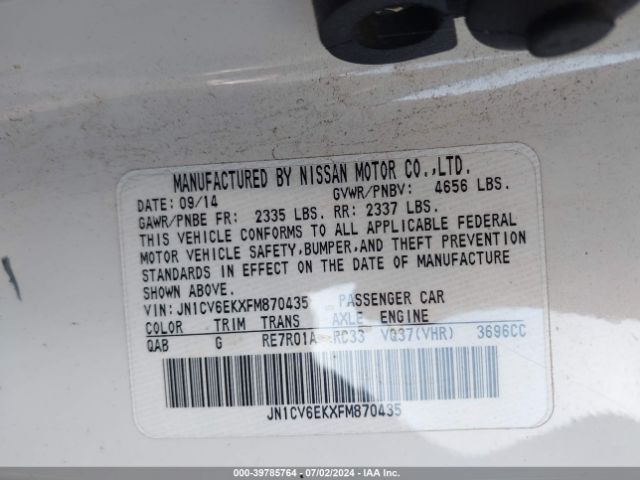 MANUFACTURED BY NISSAN MOTOR CO.,LTD.
DATE: 09/14 GVWR/PNBV: 4656 LBS.
GAWR/PNBE FR: 2335 LBS. RR: 2337 LBS.
THIS VEHICLE CONFORMS TO ALL APPLICABLE FEDERAL
MOTOR VEHICLE SAFETY, BUMPER, AND THEFT PREVENTION
STANDARDS IN EFFECT ON THE DATE OF MANUFACTURE
SHOWN ABOVE.
VIN: JN1CV6EKXFM870435 PASSENGER CAR
COLOR TRIM TRANS AXLE ENGINE
QAB G RE7R01A RC33 VQ37(VHR) 3696CC
JN1CV6EKXFM870435
000-39785764 - 07/02/2024 - IAA Inc.